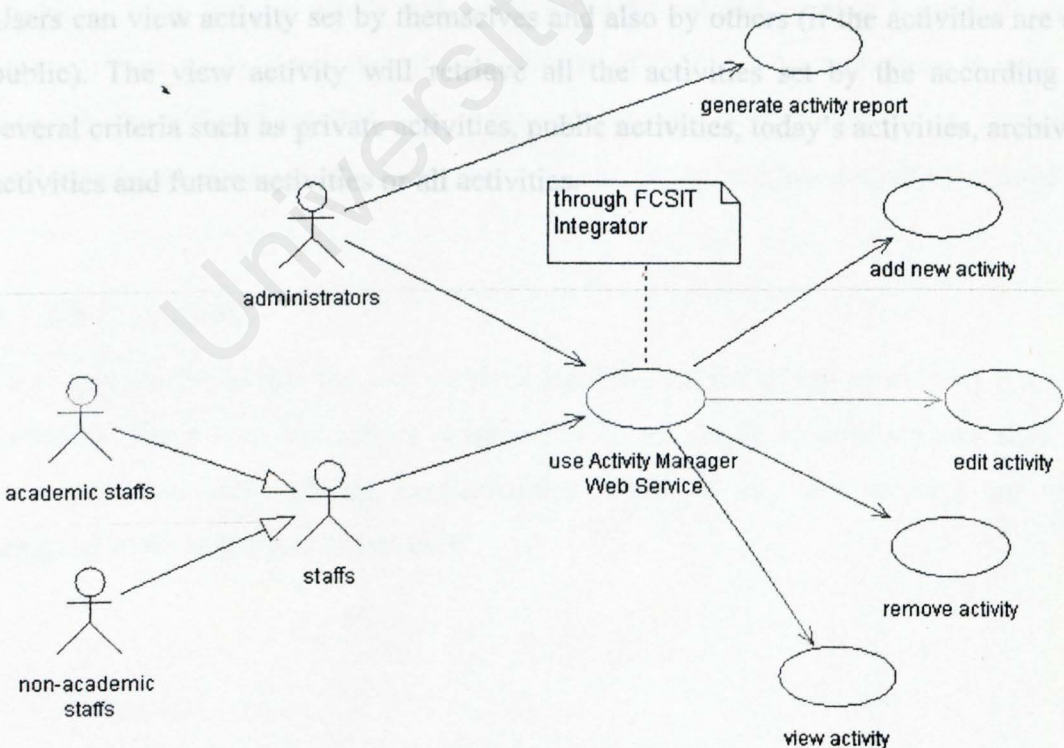 Users can view activity set by themselves and also by others (if the activities are
public). The view activity will retrieve all the activities set by the according
several criteria such as private activities, public activities, today's activities,
activities and future activities or all activities
University
generate activity report
through FCSIT
Integrator
add new activity
administrators
use Activity Manager
Web Service
edit activity
academic staffs
staffs
remove activity
non-academic
staffs
view activity